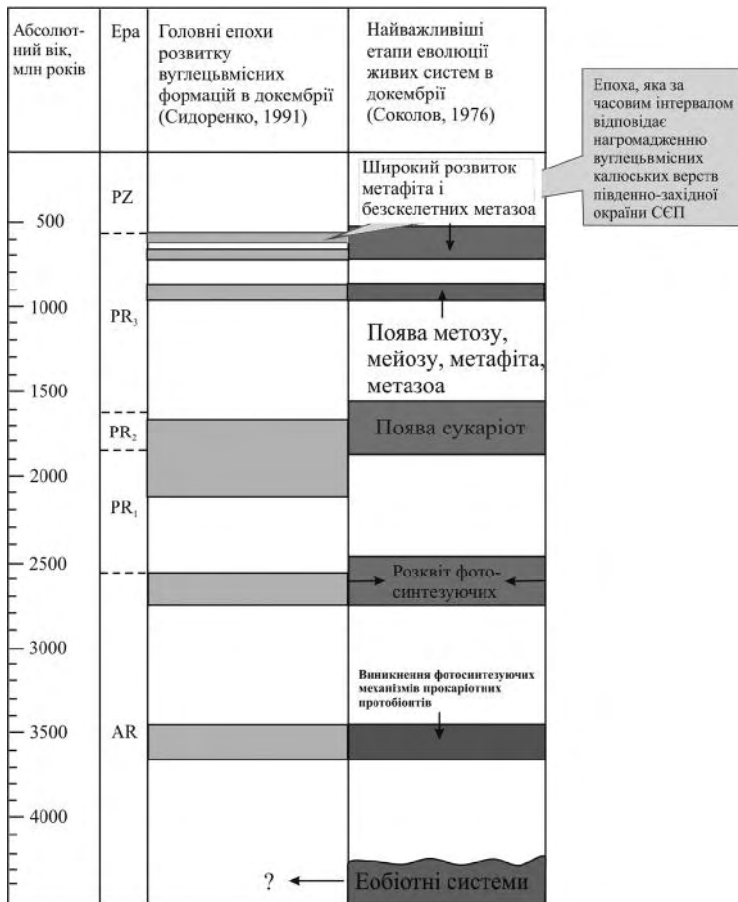 Абсолют-
ний вік,
млн років
Ера
Головні епохи
розвитку
вуглецьвмісних
формацій в докембрії
(Сидоренко, 1991)
Найважливіші
етапи еволюції
живих систем в
докембрії
(Соколов, 1976)
Епоха, яка за
часовим інтервалом
відповідає
нагромадженню
вуглецьвмісних
калюських верств
південно-західної
окраїни СЄП
500
1000
1500
2000
2500
3000
3500
4000
PZ
PR₃
PR₂
PR₁
AR
Широкий розвиток
метафіта і
безскелетних метазоа
Поява метозу,
мейозу, метафіта,
метазоа
Поява сукаріот
Розквіт фото-
синтезуючих
Виникнення фотосинтезуючих
механізмів прокаріотних
протобіонтів
?
Еобіотні системи